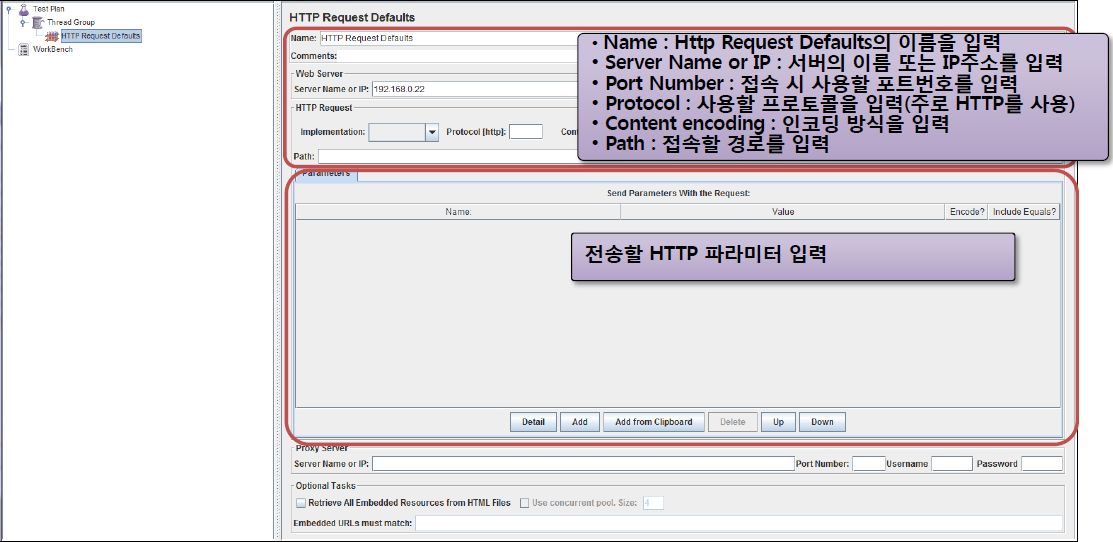 Test Plan
Thread Group
HTTP Request Defaults
WorkBench
HTTP Request Defaults
Name: HTTP Request Defaults
Comments:
Web Server
Server Name or IP: 192.168.0.22
HTTP Request
Implementation: Protocol [http]: Con
Path:
• Name : Http Request Defaults의 이름을 입력
• Server Name or IP : 서버의 이름 또는 IP주소를 입력
• Port Number : 접속 시 사용할 포트번호를 입력
• Protocol : 사용할 프로토콜을 입력(주로 HTTP를 사용)
• Content encoding : 인코딩 방식을 입력
• Path : 접속할 경로를 입력
Parameters
Send Parameters With the Request:
Name: Value Encode? Include Equals?
전송할 HTTP 파라미터 입력
Detail Add Add from Clipboard Delete Up Down
Proxy Server
Server Name or IP: Port Number: Username Password
Optional Tasks
Retrieve All Embedded Resources from HTML Files Use concurrent pool. Size: 4
Embedded URLs must match: